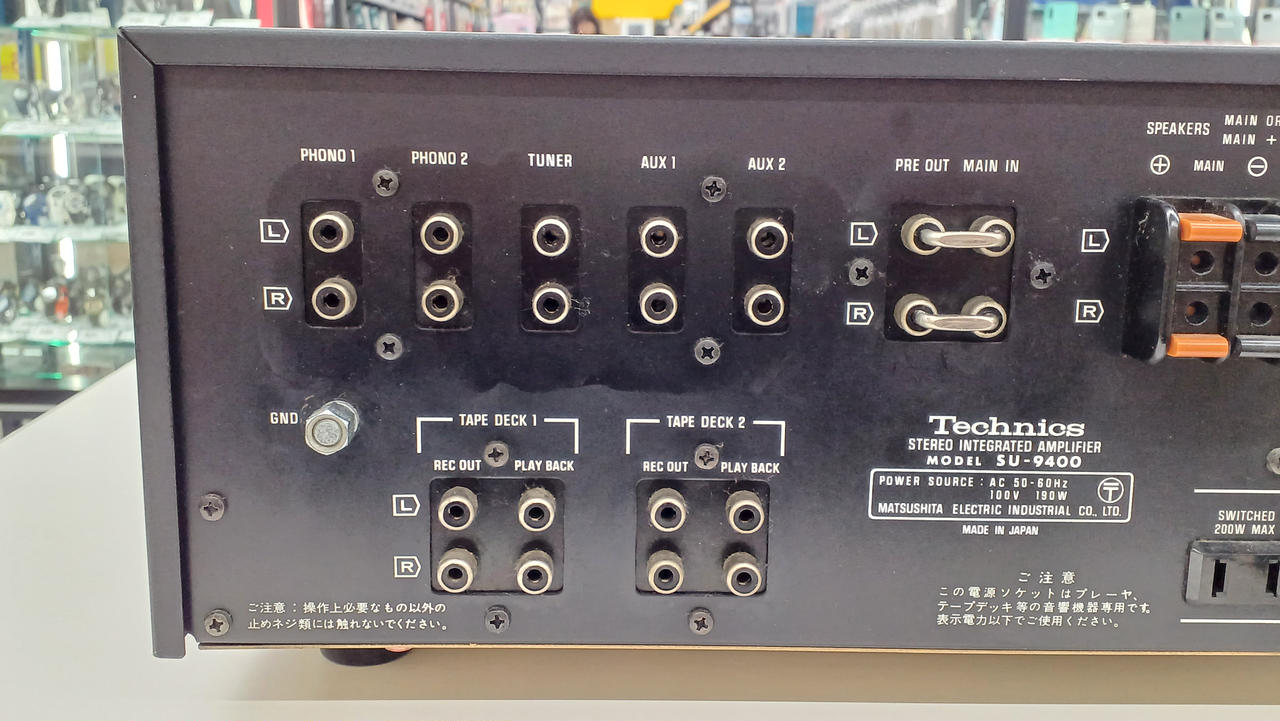 PHONO 1 PHONO 2 TUNER AUX 1 AUX 2 PRE OUT MAIN IN
SPEAKERS MAIN OR
MAIN +
⊕ MAIN ⊖
L L L
R R R
GND
TAPE DECK 1 TAPE DECK 2
REC OUT PLAY BACK REC OUT PLAY BACK
L
R
Technics
STEREO INTEGRATED AMPLIFIER
MODEL SU-9400
POWER SOURCE : AC 50-60Hz
100V 190W
MATSUSHITA ELECTRIC INDUSTRIAL CO., LTD.
MADE IN JAPAN
SWITCHED
200W MAX
ご注意：操作上必要なもの以外の
止めネジ類には触れないでください。
ご注意
この電源ソケットはプレーヤ、
テープデッキ等の音響機器専用です。
表示電力以下でご使用ください。